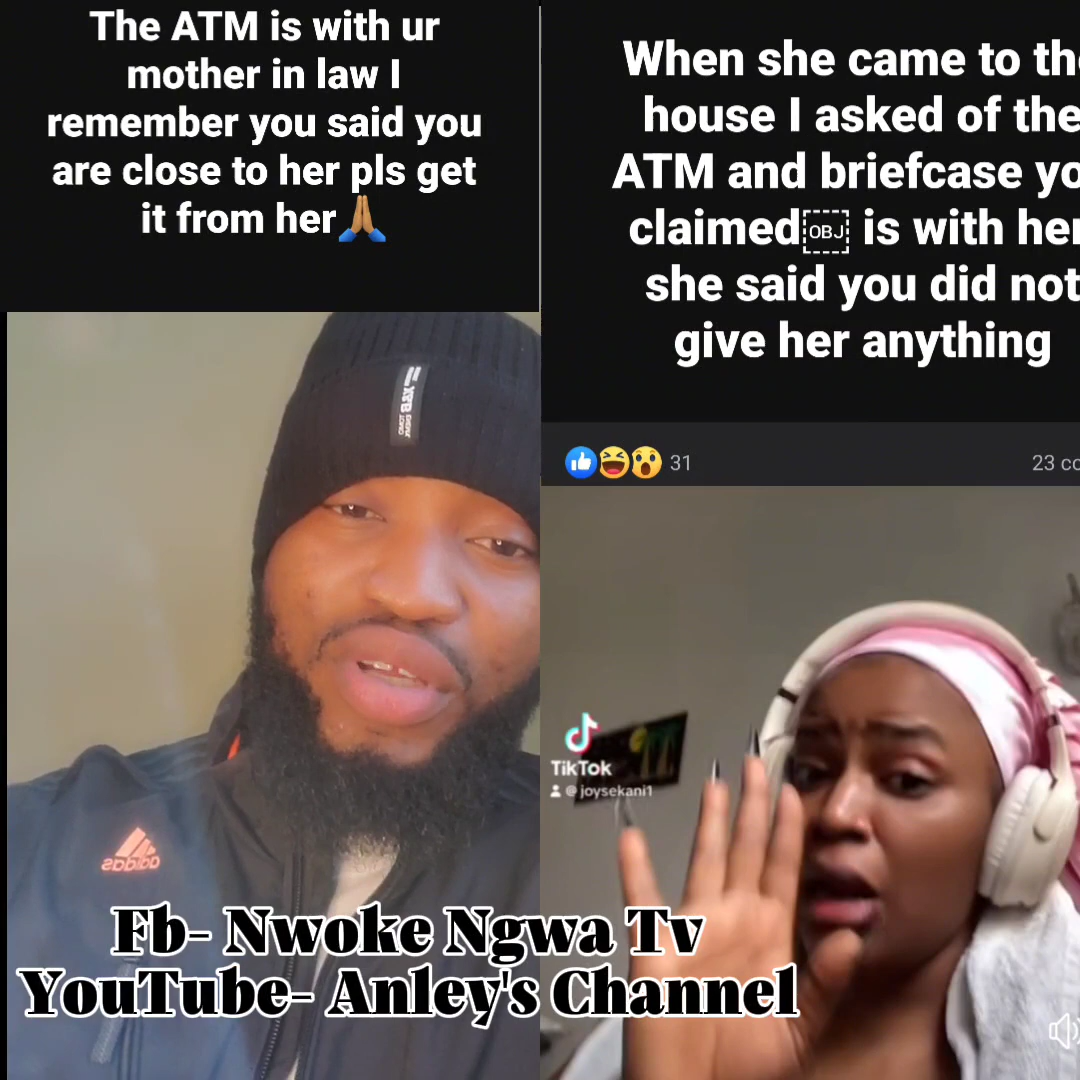 The ATM is with ur
mother in law I
remember you said you
are close to her pls get
it from her🙏🏽
When she came to the
house I asked of the
ATM and briefcase yo
claimed￼ is with her
she said you did not
give her anything
31
23 co
TikTok
@joysekani1
adidas
Fb- Nwoke Ngwa Tv
YouTube- Anley's Channel